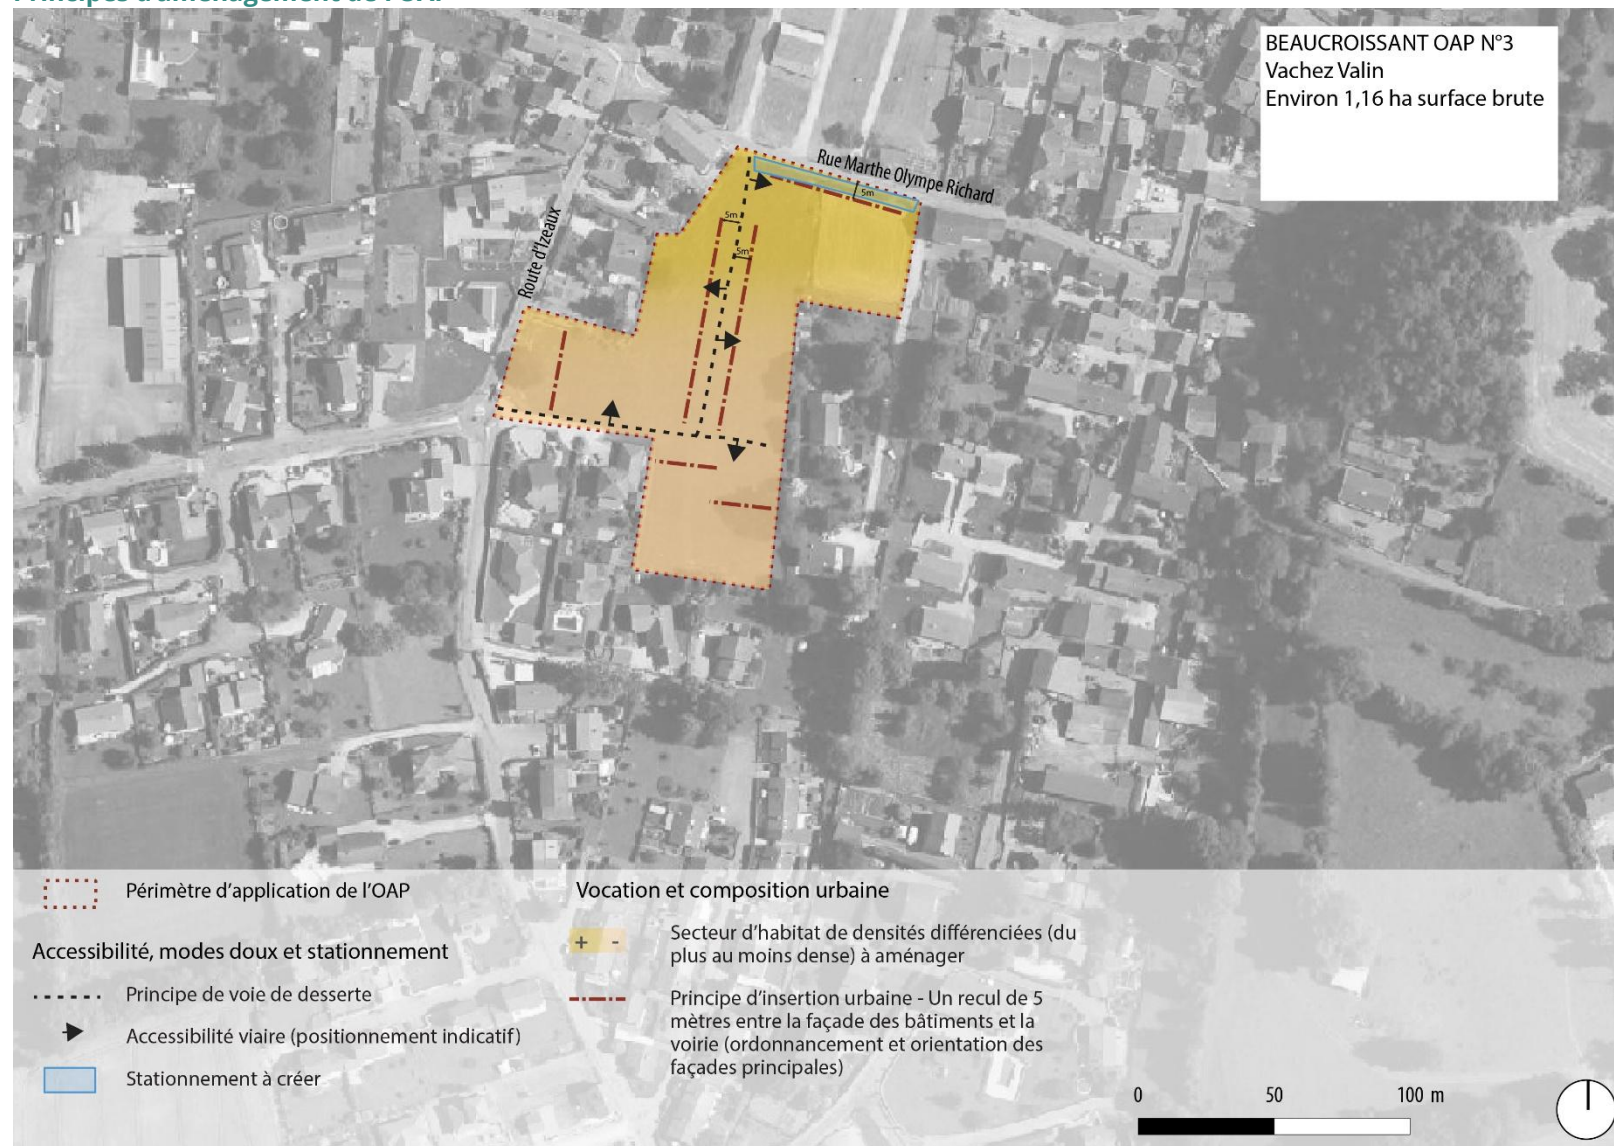 Principes d'aménagement de l'OAP
BEAUCROISSANT OAP N°3
Vachez Valin
Environ 1,16 ha surface brute
Rue Marthe Olympe Richard
5m
Route d'Izeaux
5m
5m
Périmètre d'application de l'OAP
Accessibilité, modes doux et stationnement
Principe de voie de desserte
Accessibilité viaire (positionnement indicatif)
Stationnement à créer
Vocation et composition urbaine
+ -
Secteur d'habitat de densités différenciées (du
plus au moins dense) à aménager
Principe d'insertion urbaine - Un recul de 5
mètres entre la façade des bâtiments et la
voirie (ordonnancement et orientation des
façades principales)
0 50 100 m